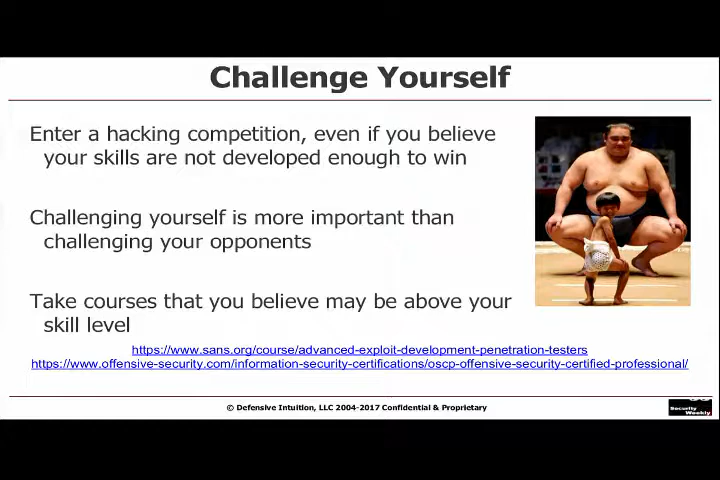 Challenge Yourself
Enter a hacking competition, even if you believe
your skills are not developed enough to win
Challenging yourself is more important than
challenging your opponents
Take courses that you believe may be above your
skill level
https://www.sans.org/course/advanced-exploit-development-penetration-testers
https://www.offensive-security.com/information-security-certifications/oscp-offensive-security-certified-professional/
© Defensive Intuition, LLC 2004-2017 Confidential & Proprietary
Security
Weekly